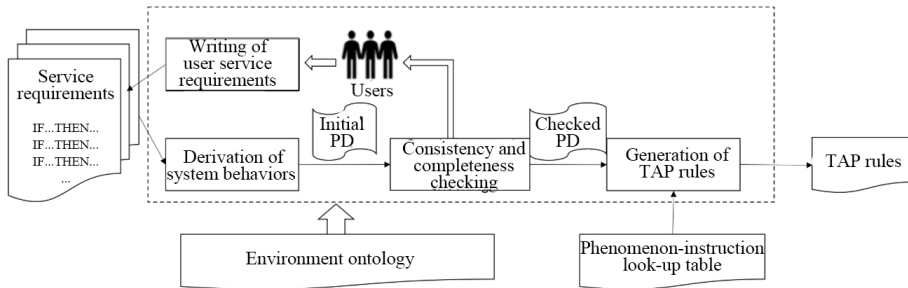 Service
requirements
IF...THEN...
IF...THEN...
IF...THEN...
...
Writing of
user service
requirements
Users
Initial
PD
Checked
PD
Derivation of
system behaviors
Consistency and
completeness
checking
Generation of
TAP rules
TAP rules
Environment ontology
Phenomenon-instruction
look-up table